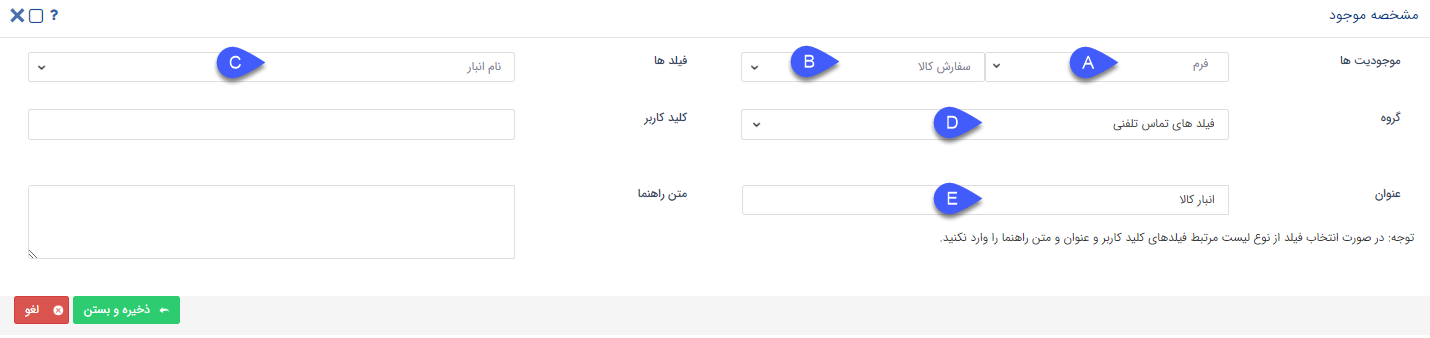 مشخصه موجود ?
موجودیت ها فرم A سفارش کالا B فیلد ها نام انبار C
گروه فیلد های تماس تلفنی D کلید کاربر
عنوان انبار کالا E متن راهنما
توجه: در صورت انتخاب فیلد از نوع لیست مرتبط فیلدهای کلید کاربر و عنوان و متن راهنما را وارد نکنید.
ذخیره و بستن لغو